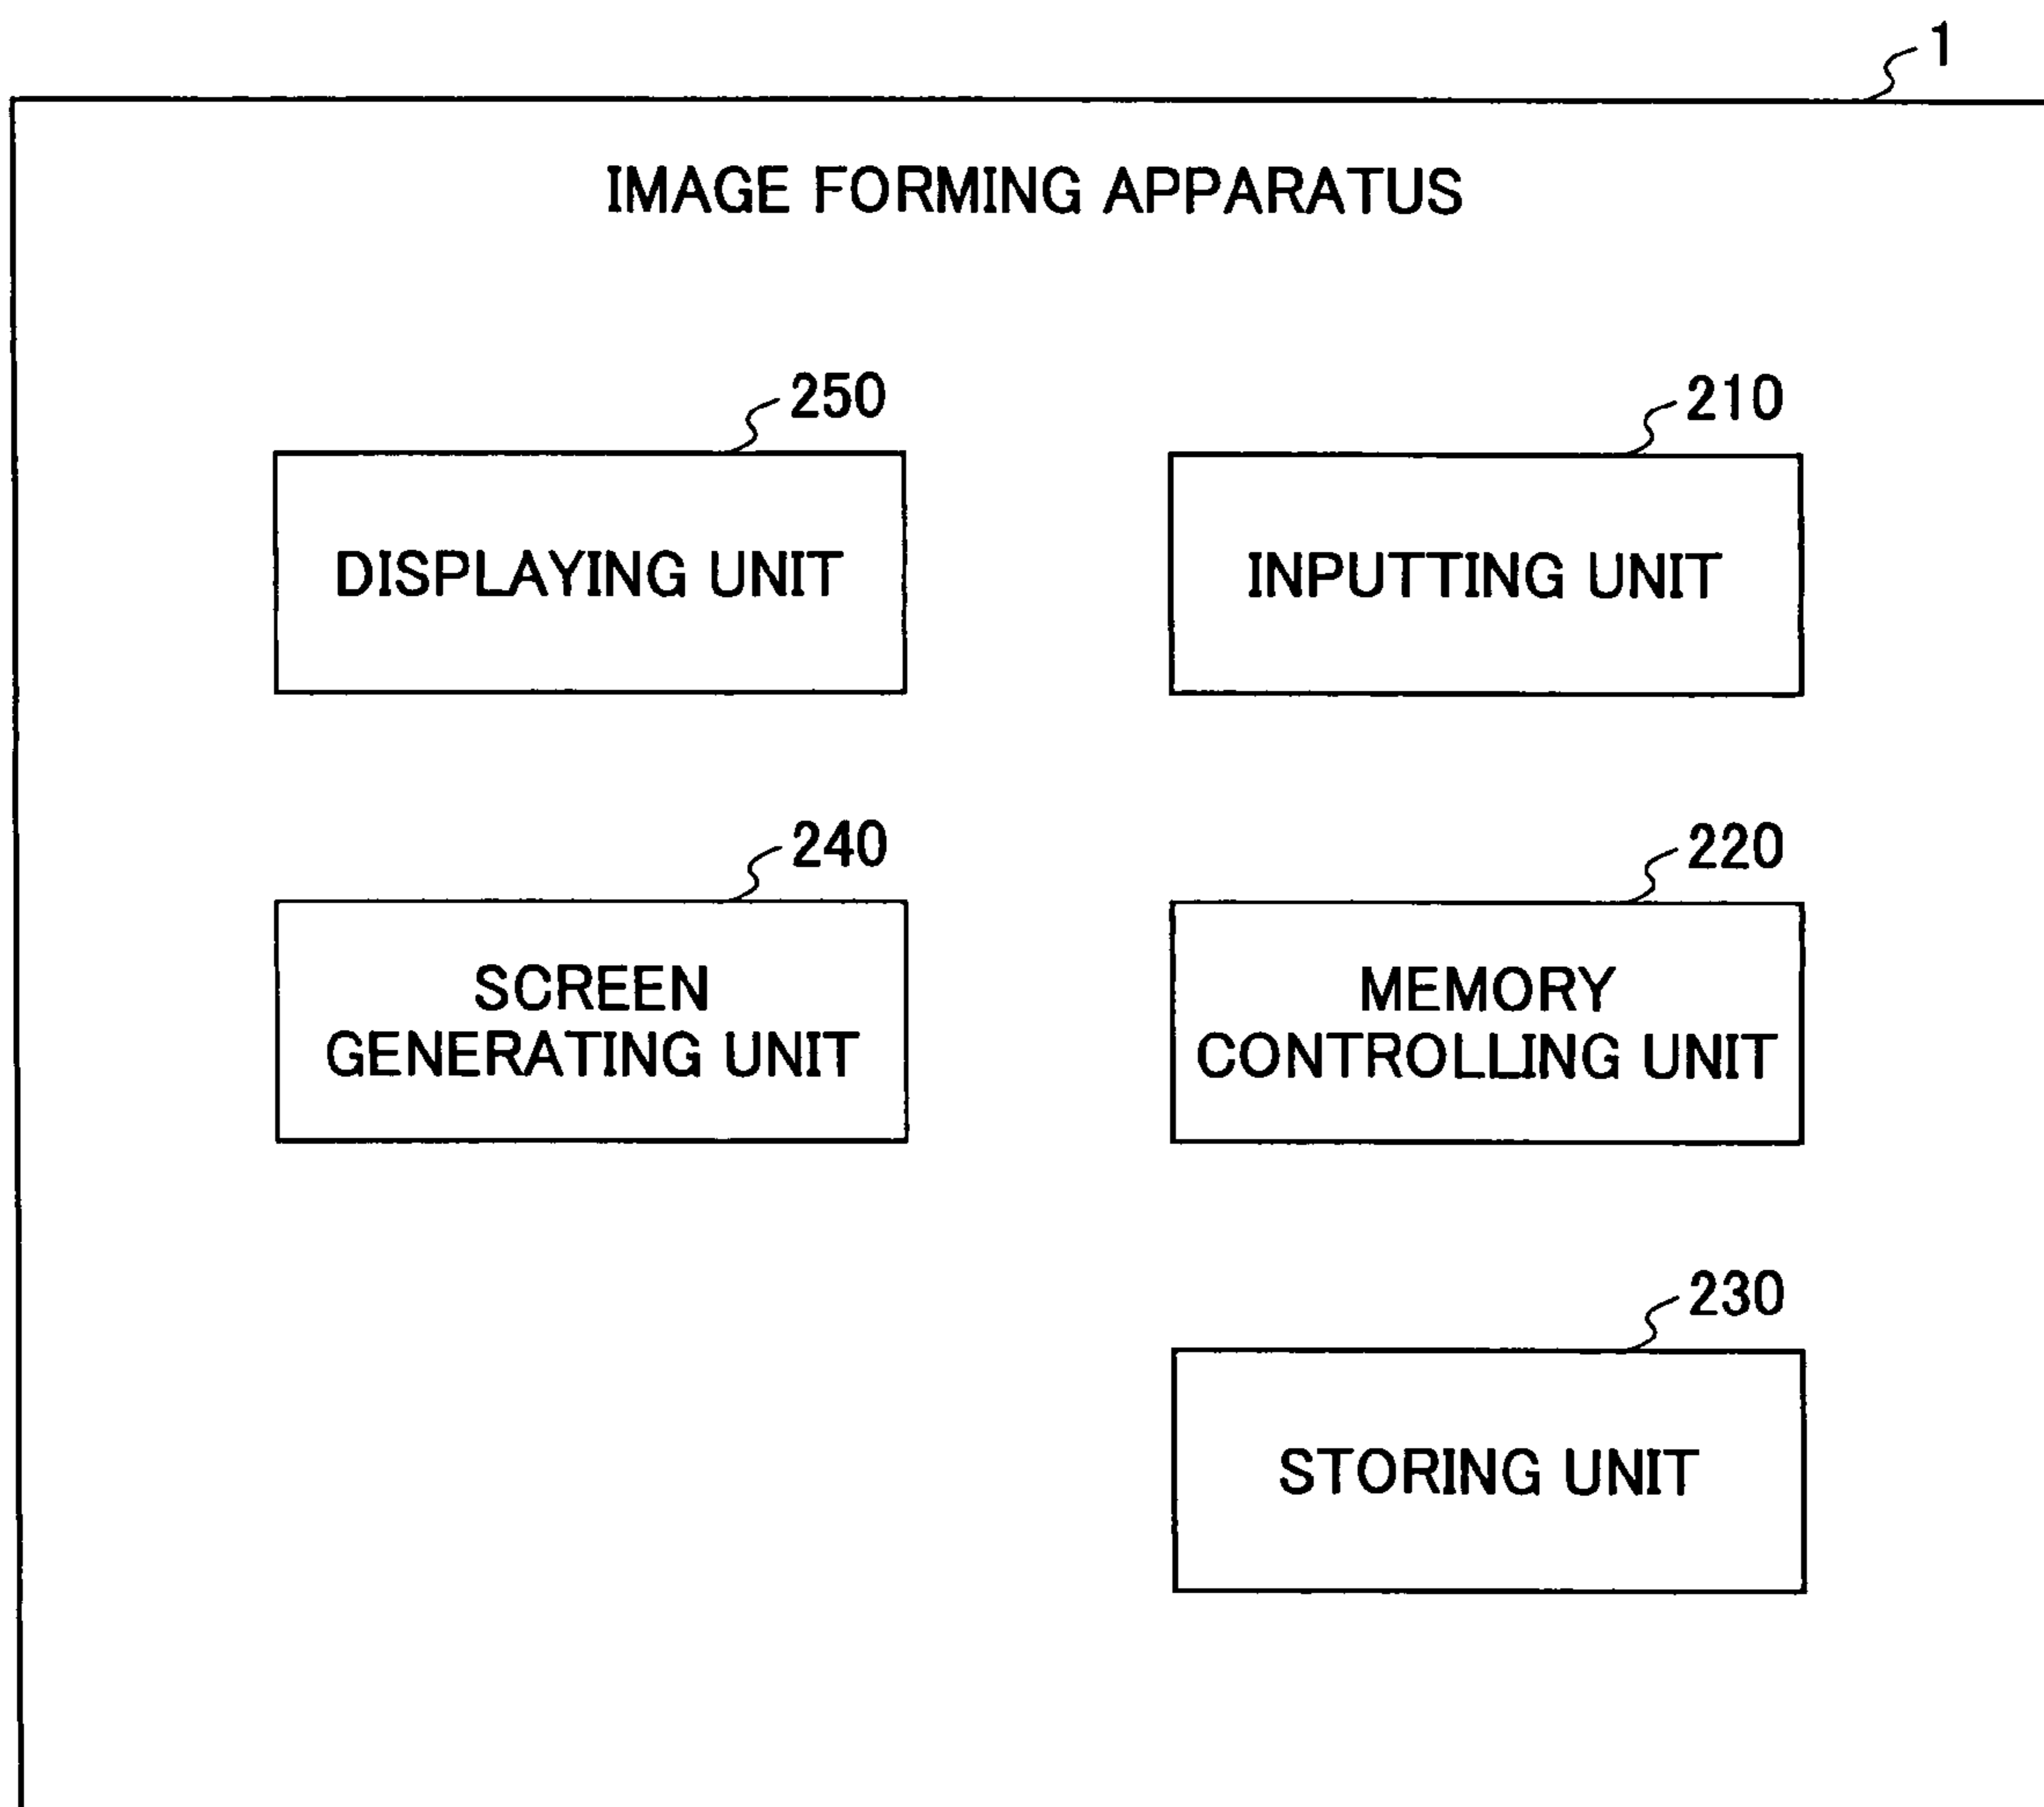 1
IMAGE FORMING APPARATUS
250
210
DISPLAYING UNIT
INPUTTING UNIT
240
220
SCREEN
GENERATING UNIT
MEMORY
CONTROLLING UNIT
230
STORING UNIT